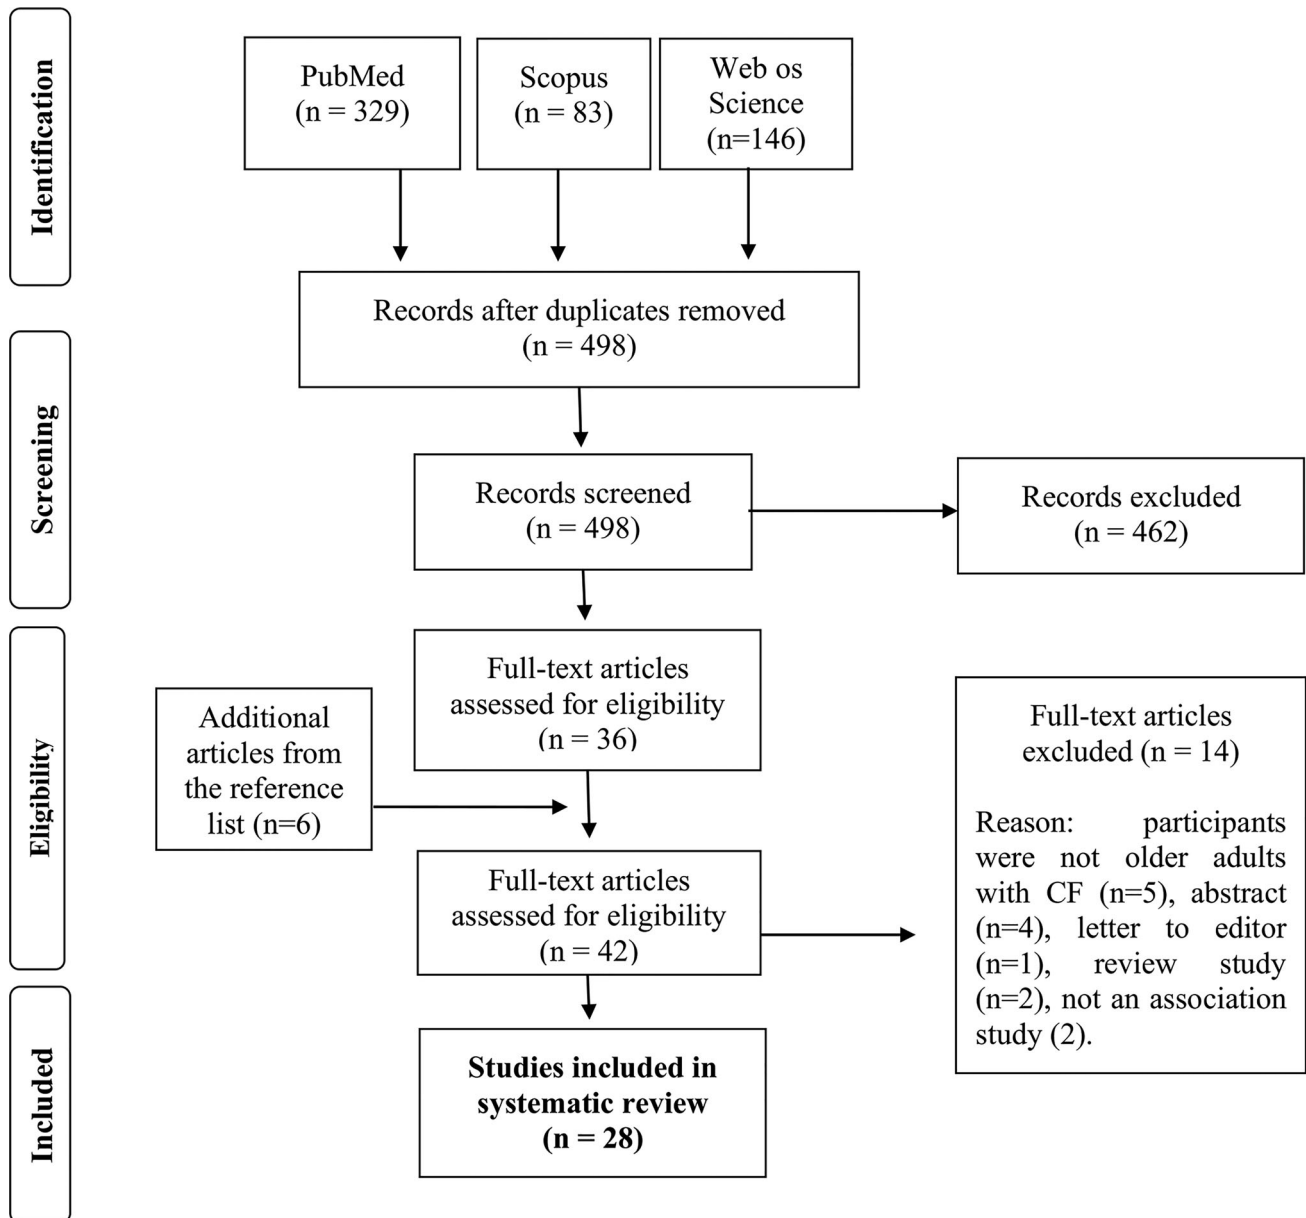 Identification
PubMed
(n = 329)
Scopus
(n = 83)
Web os
Science
(n=146)
Records after duplicates removed
(n = 498)
Screening
Records screened
(n = 498)
Records excluded
(n = 462)
Eligibility
Full-text articles
assessed for eligibility
(n = 36)
Additional
articles from
the reference
list (n=6)
Full-text articles
assessed for eligibility
(n = 42)
Full-text articles
excluded (n = 14)
Reason: participants
were not older adults
with CF (n=5), abstract
(n=4), letter to editor
(n=1), review study
(n=2), not an association
study (2).
Included
Studies included in
systematic review
(n = 28)